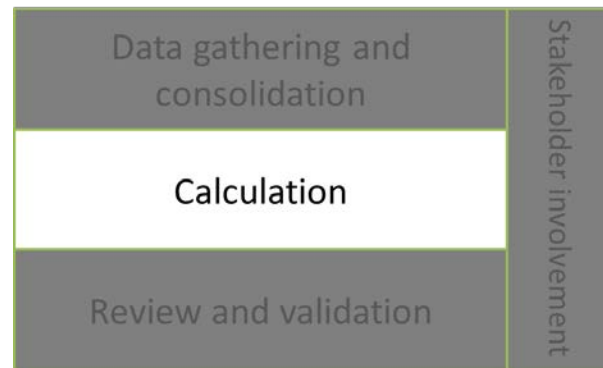 Data gathering and
consolidation
Calculation
Review and validation
Stakeholder involvement